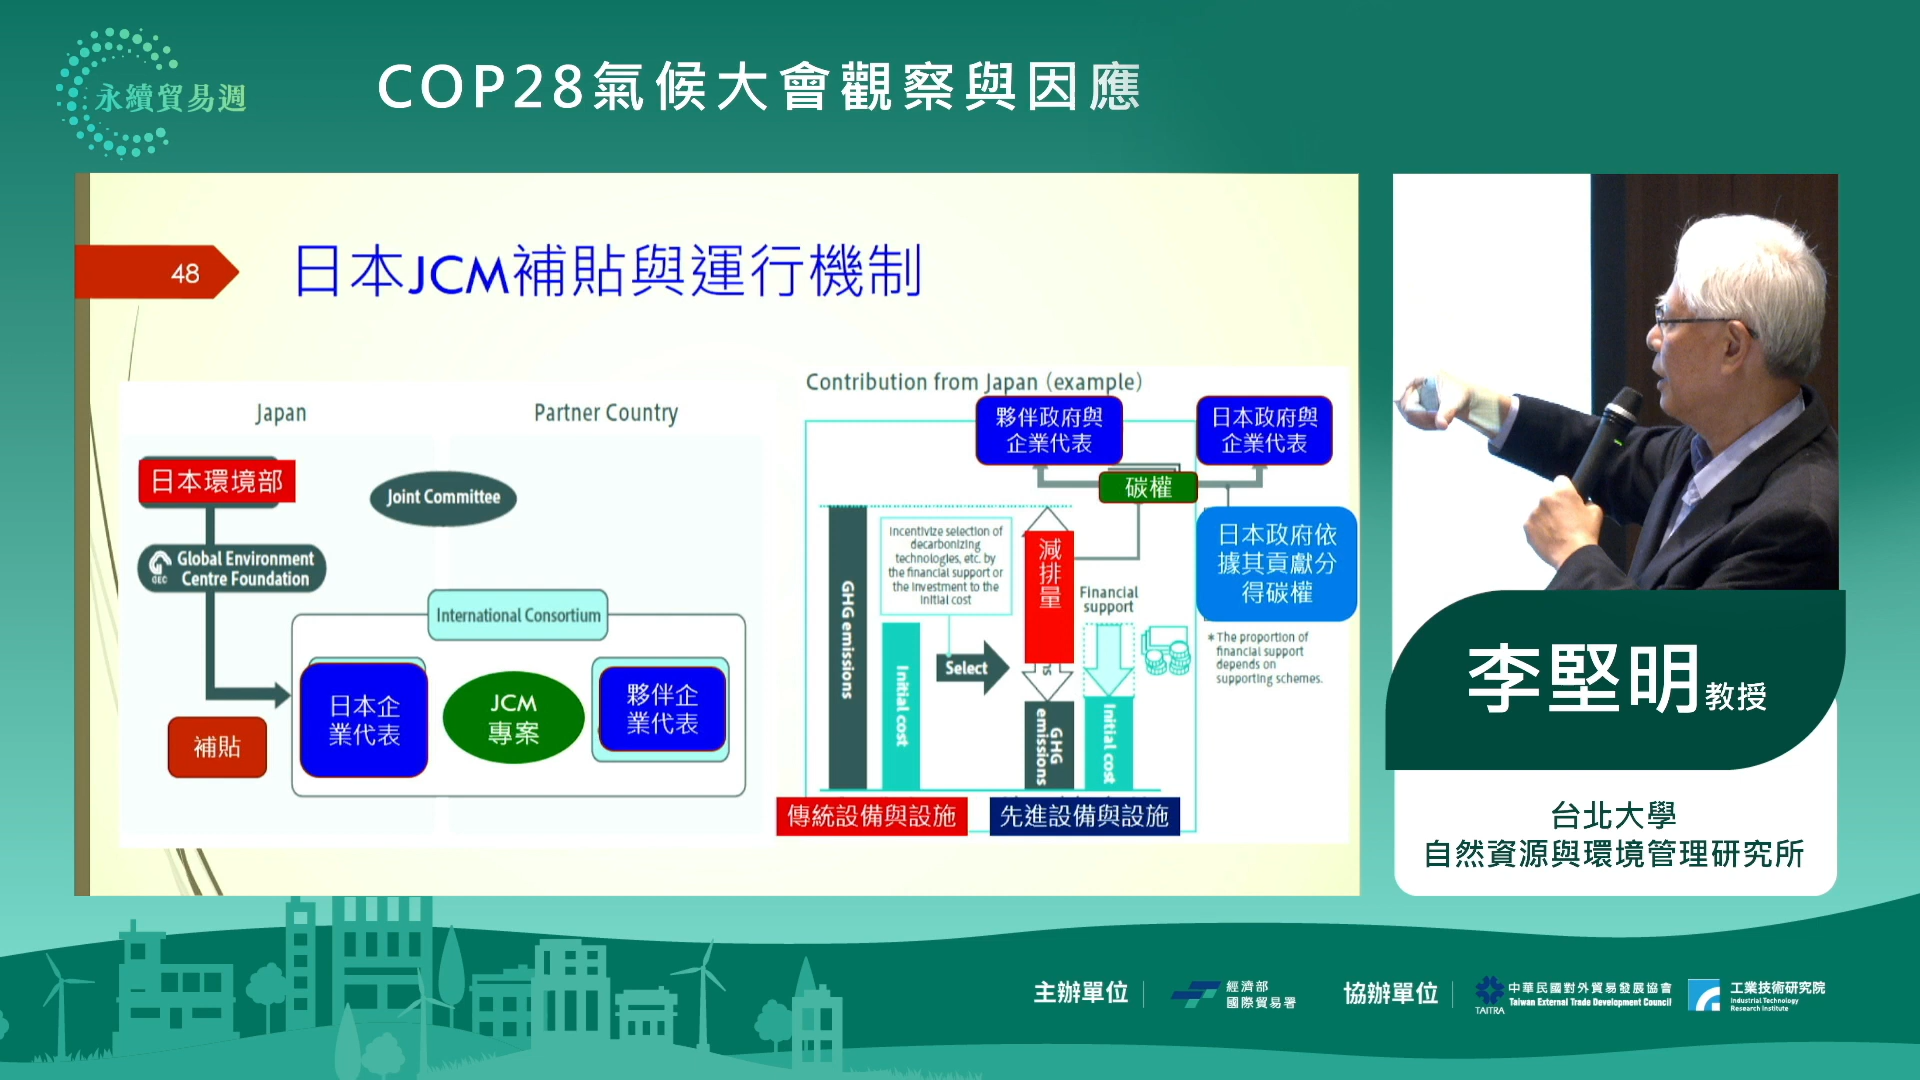 永續貿易週
COP28氣候大會觀察與因應
48
日本JCM補貼與運行機制
Japan
Partner Country
日本環境部
Joint Committee
GEC
Global Environment
Centre Foundation
International Consortium
日本企
業代表
JCM
專案
夥伴企
業代表
補貼
Contribution from Japan (example)
夥伴政府與
企業代表
日本政府與
企業代表
碳權
Incentivize selection of
decarbonizing
technologies, etc. by
the financial support or
the investment to the
initial cost
減排量
日本政府依
據其貢獻分
得碳權
Financial
support
GHG emissions
Initial cost
Select
ns
GHG
emissions
Initial cost
*The proportion of
financial support
depends on
supporting schemes.
傳統設備與設施
先進設備與設施
李堅明教授
台北大學
自然資源與環境管理研究所
主辦單位
經濟部
國際貿易署
協辦單位
TAITRA
中華民國對外貿易發展協會
Taiwan External Trade Development Council
工業技術研究院
Industrial Technology
Research Institute